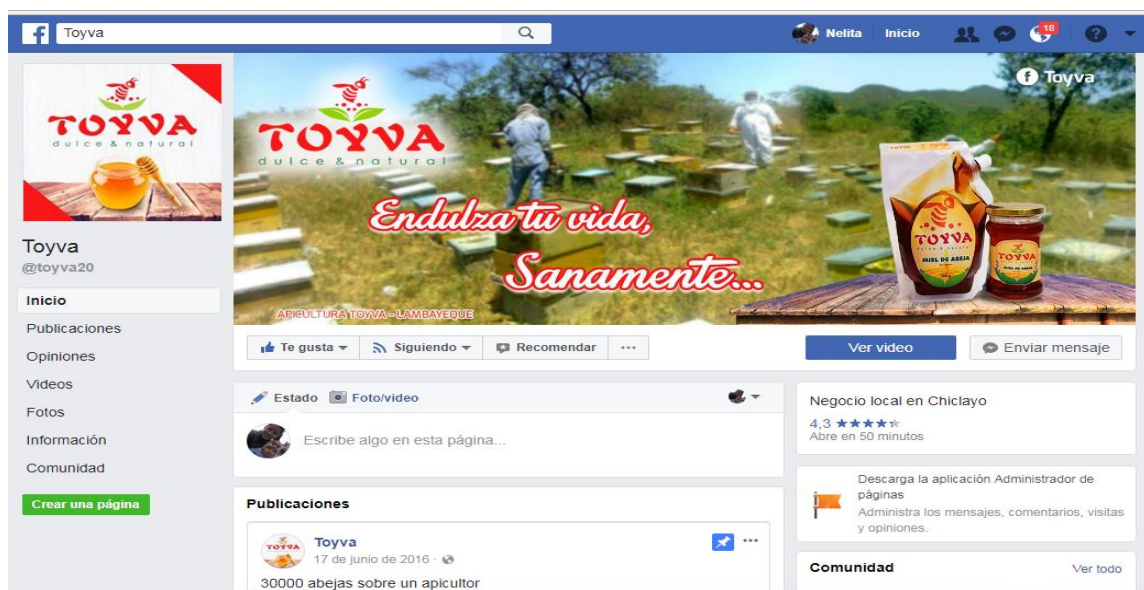 Toyva
Nelita Inicio 18 ?
TOYVA
dulce & natural
Toyva
@toyva20
Inicio
Publicaciones
Opiniones
Videos
Fotos
Información
Comunidad
Crear una página
Toyva
TOYVA
dulce & natural
Endulza tu vida,
Sanamente...
APICULTURA TOYVA - LAMBAYEQUE
TOYVA
MIEL DE ABEJA
TOYVA
MIEL DE ABEJA
Te gusta Siguiendo Recomendar ...
Ver video Enviar mensaje
Estado Foto/video
Escribe algo en esta página...
Publicaciones
TOYVA
Toyva
17 de junio de 2016 ·
30000 abejas sobre un apicultor
Negocio local en Chiclayo
4,3 ★★★★★
Abre en 50 minutos
Descarga la aplicación Administrador de
páginas
Administra los mensajes, comentarios, visitas
y opiniones.
Comunidad Ver todo